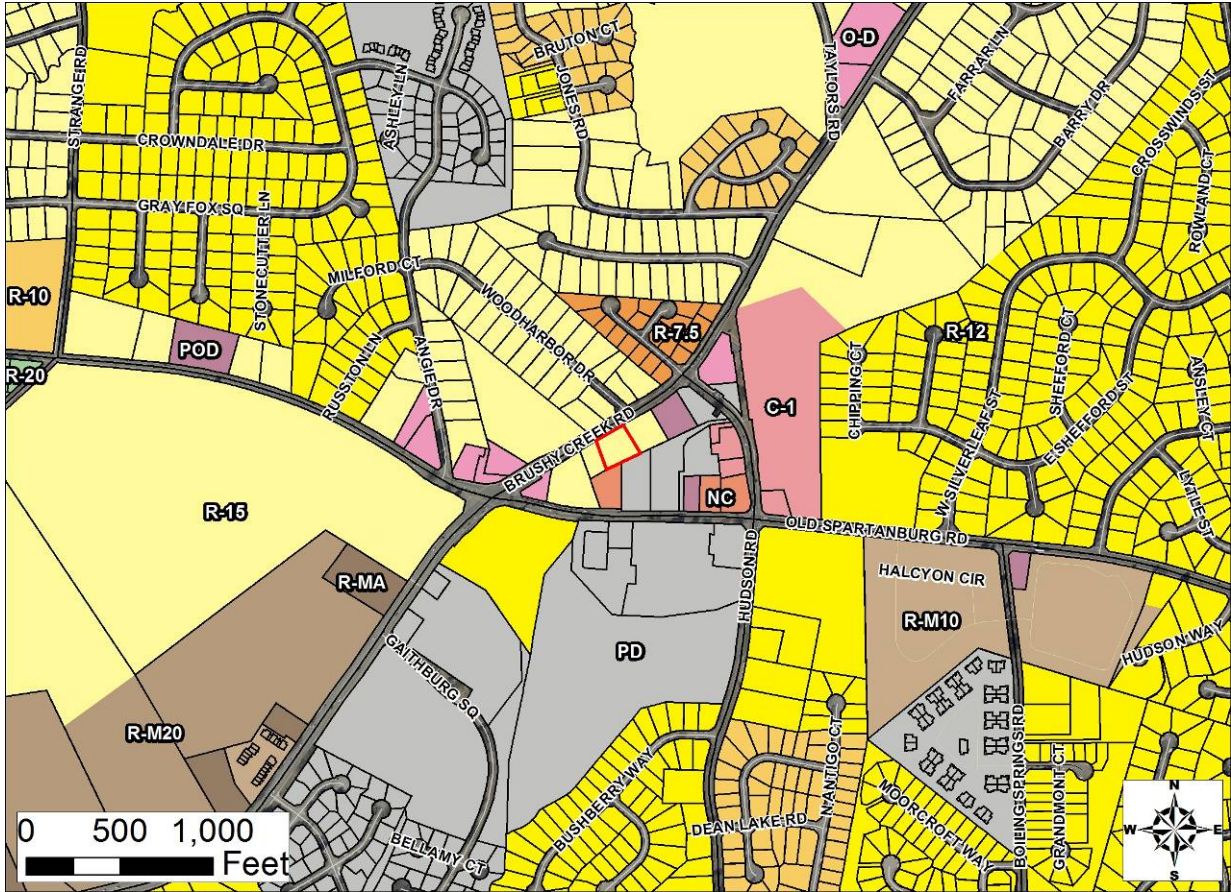 BRUTON CT
O-D
STRANGE RD
ASHLEY LN
JONES RD
TAYLORS RD
FARRAR LN
BARRY DR
CROSSWINDS ST
CROWNDALE DR
ROWLAND CT
GRAY FOX SQ
STONECUTTER LN
MILFORD CT
R-10
WOODHARBOR DR
R-7.5
R-12
POD
RUSSTON LN
ANGIE DR
CHIPPING CT
SHEFFORD CT
ANSLEY CT
R-20
C-1
BRUSHY CREEK RD
W SILVERLEAF ST
E SHEFFORD ST
LYTLE ST
NC
R-15
OLD SPARTANBURG RD
R-MA
HUDSON RD
HALCYON CIR
R-M10
GAITHBURG SQ
PD
HUDSON WAY
R-M20
BUSHBERRY WAY
N ANTIGO CT
BOILING SPRINGS RD
GRANDMONT CT
MOORCROFT WAY
DEAN LAKE RD
BELLAMY CT
0 500 1,000
Feet
N
W E
S